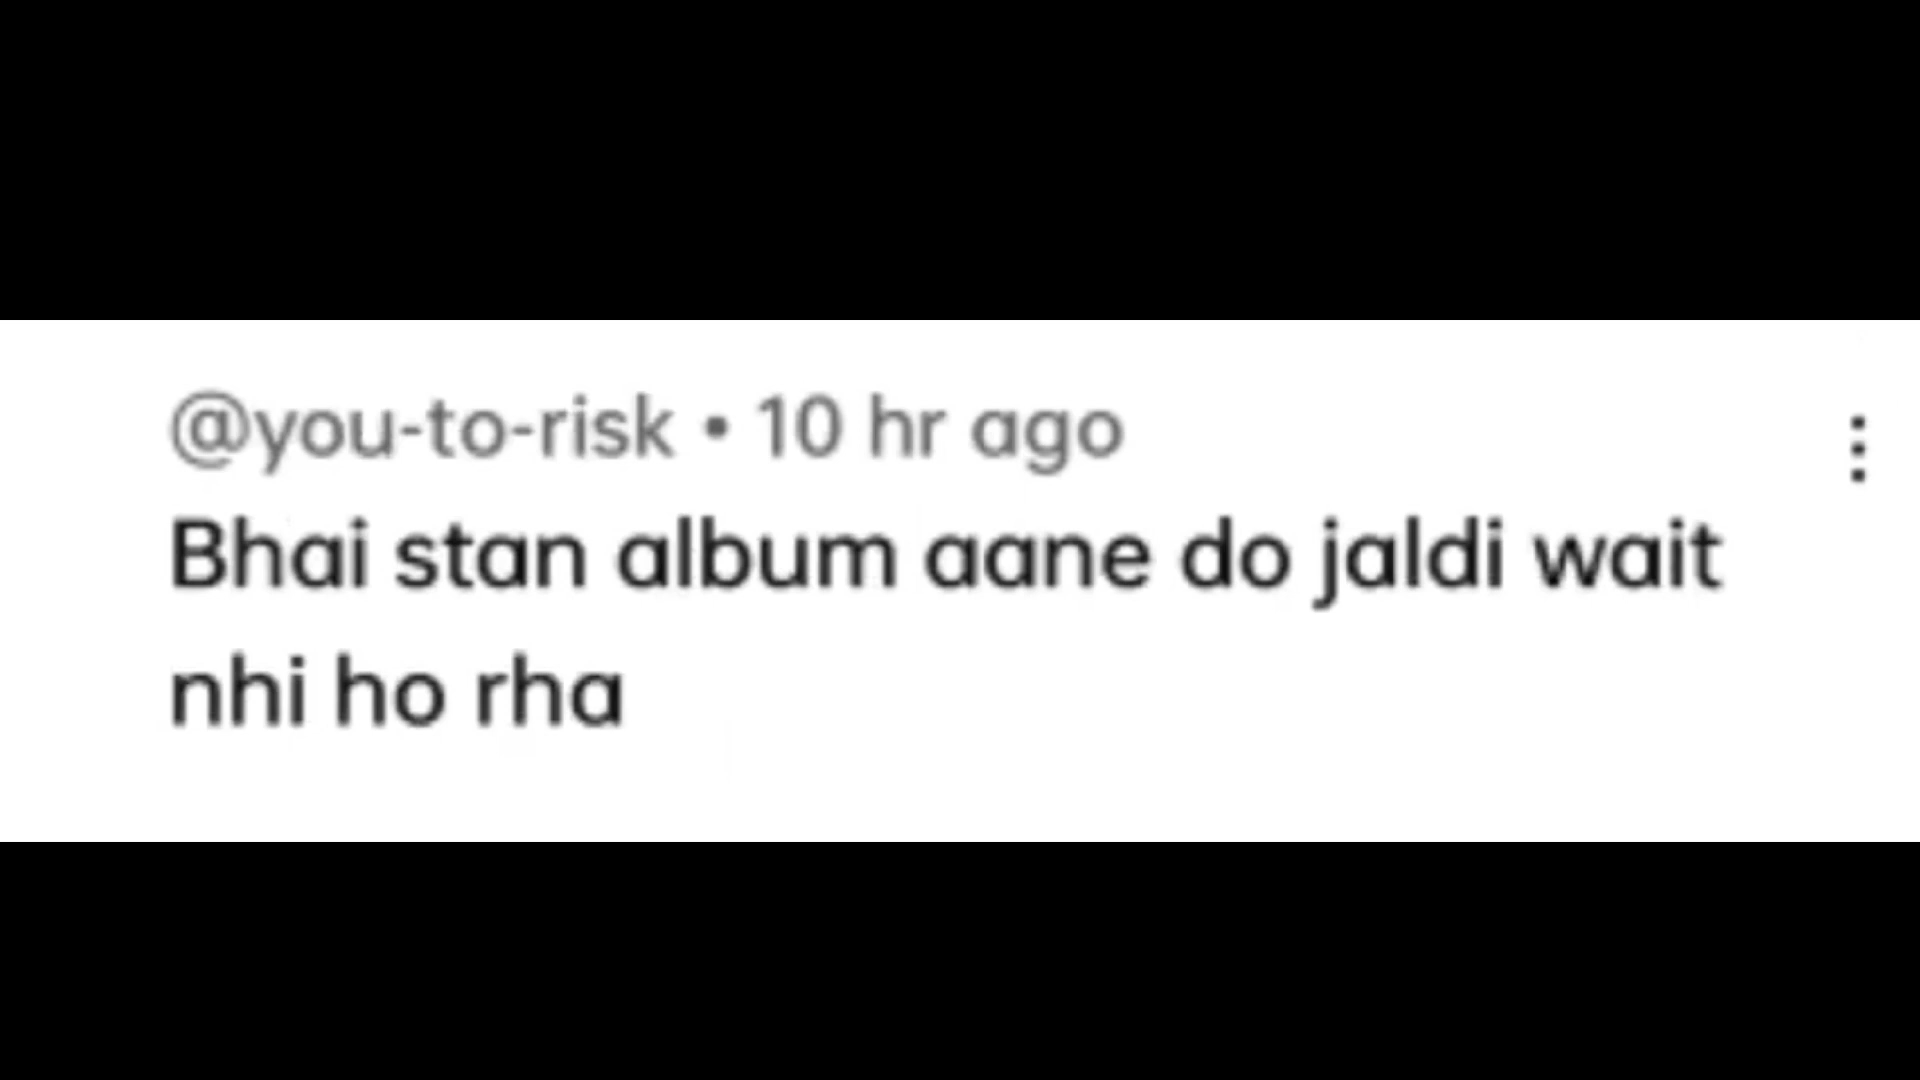 @you-to-risk • 10 hr ago
Bhai stan album aane do jaldi wait
nhi ho rha